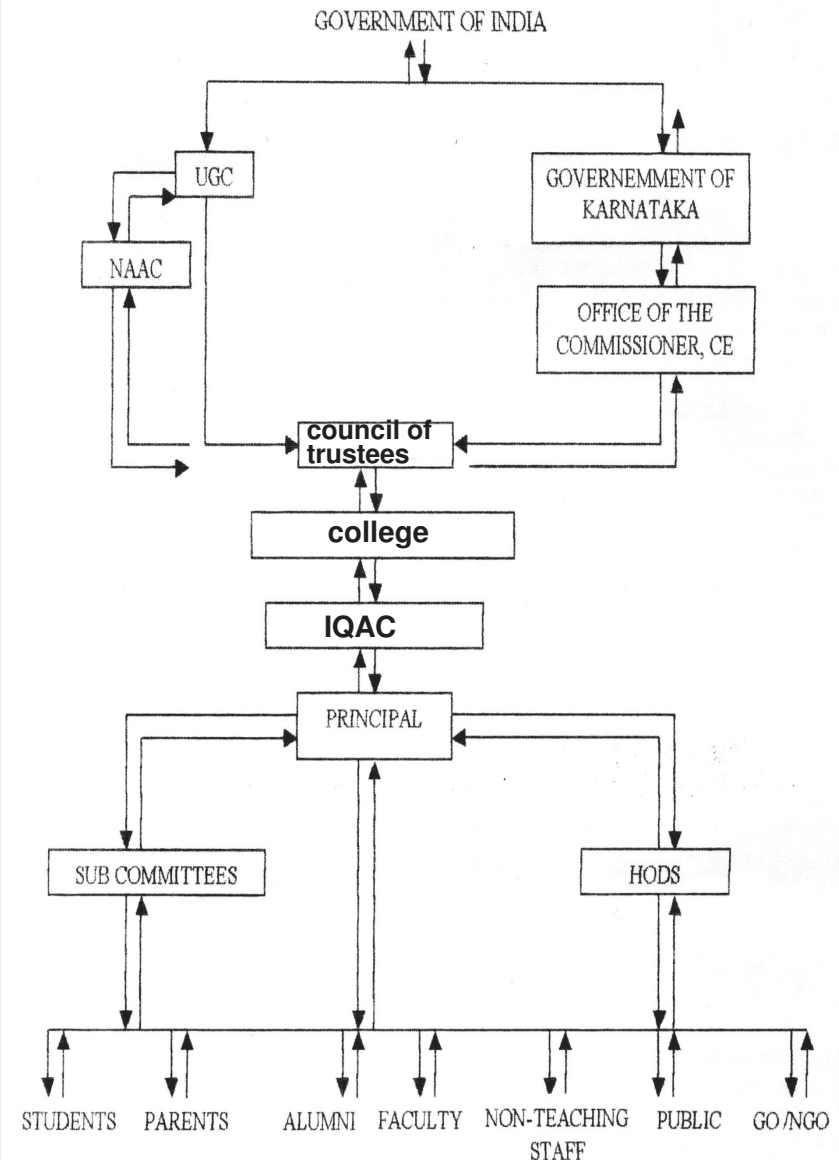 GOVERNMENT OF INDIA
UGC
GOVERNEMMENT OF
KARNATAKA
NAAC
OFFICE OF THE
COMMISSIONER, CE
council of
trustees
college
IQAC
PRINCIPAL
SUB COMMITTEES
HODS
STUDENTS
PARENTS
ALUMNI
FACULTY
NON-TEACHING
STAFF
PUBLIC
GO /NGO